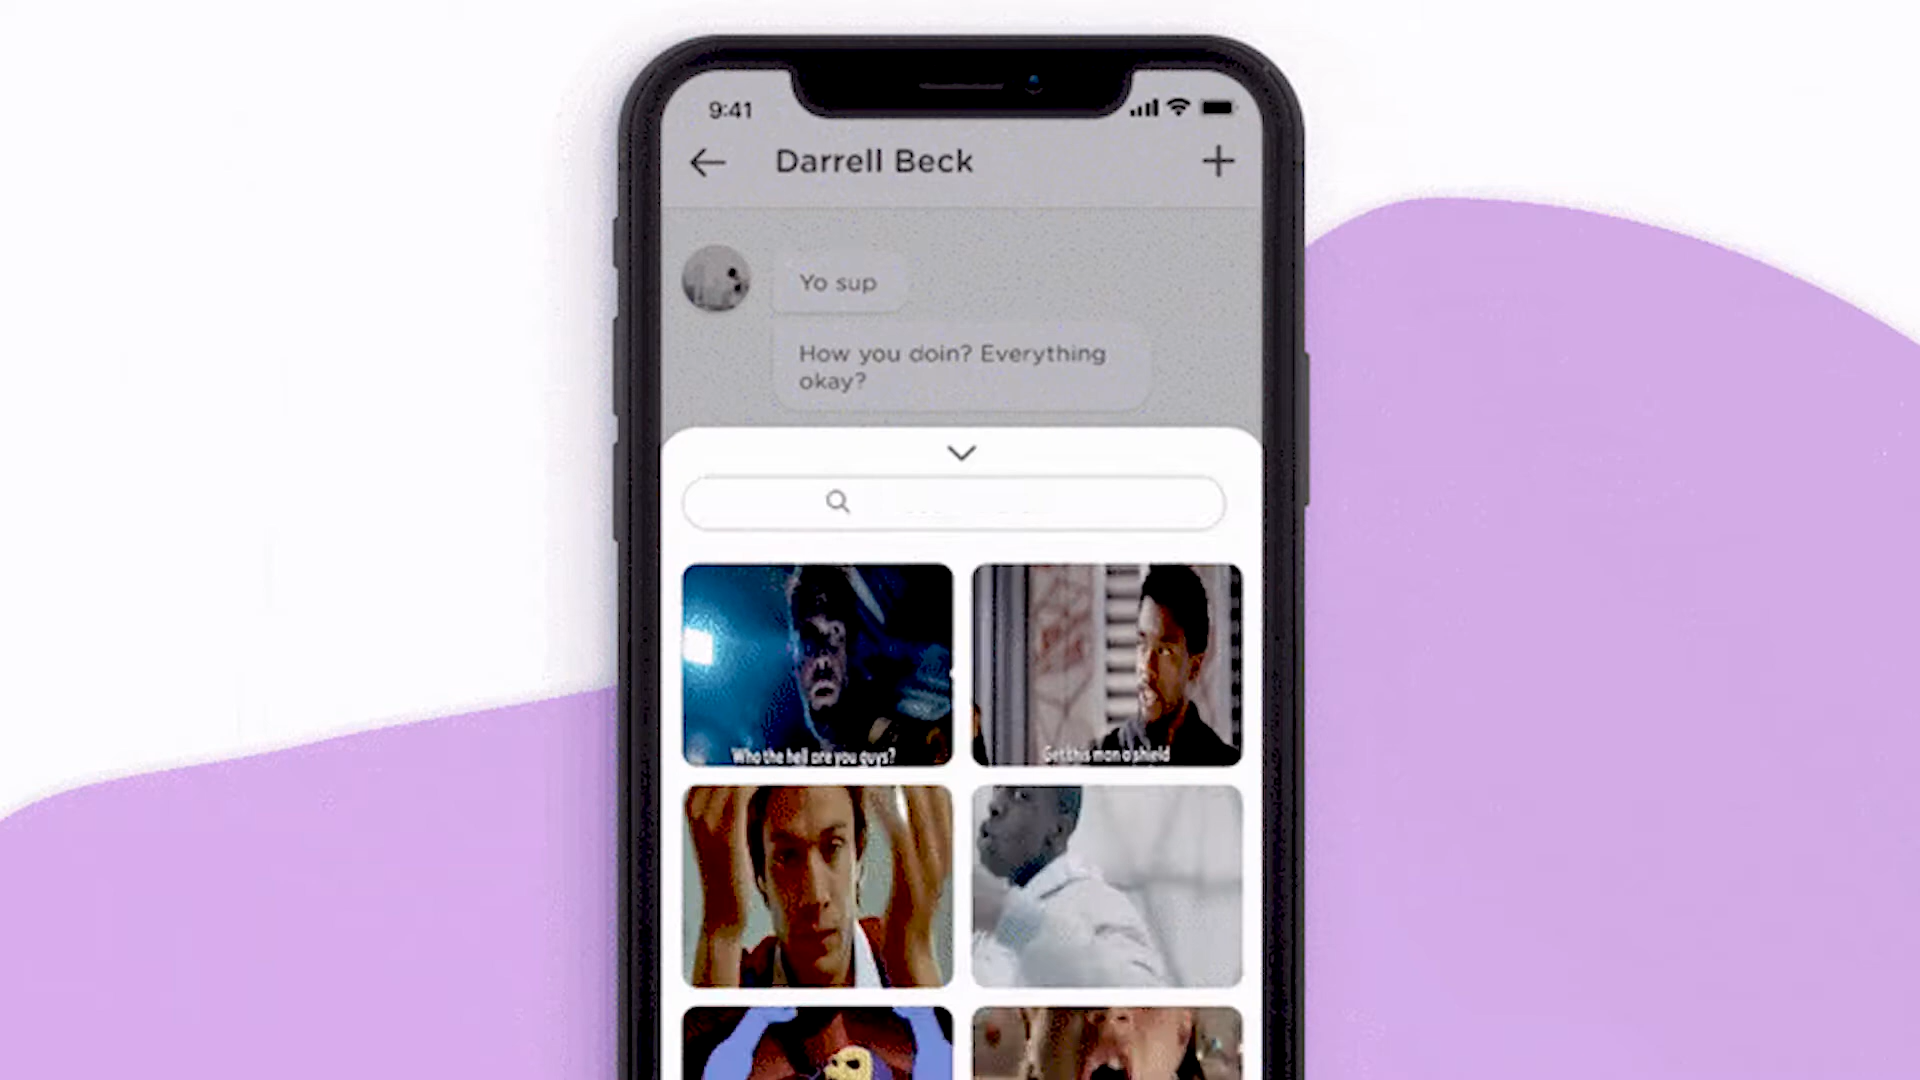 9:41
Darrell Beck
Yo sup
How you doin? Everything
okay?
Who the hell are you guys?
Get this man a shield